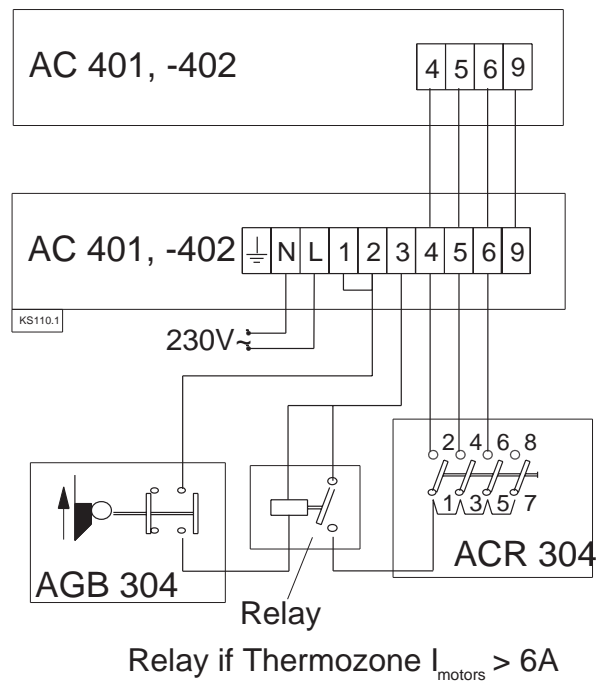 AC 401, -402 4 5 6 9
AC 401, -402 ⏚ N L 1 2 3 4 5 6 9
KS110.1
230V~
2 4 6 8
1 3 5 7
AGB 304
ACR 304
Relay
Relay if Thermozone I motors > 6A